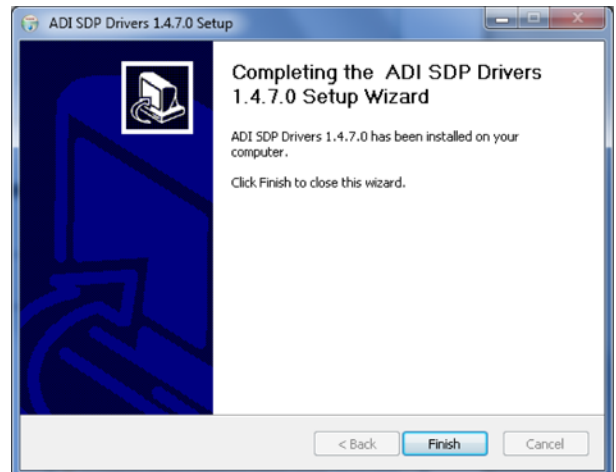 ADI SDP Drivers 1.4.7.0 Setup
Completing the ADI SDP Drivers
1.4.7.0 Setup Wizard
ADI SDP Drivers 1.4.7.0 has been installed on your
computer.
Click Finish to close this wizard.
< Back Finish Cancel